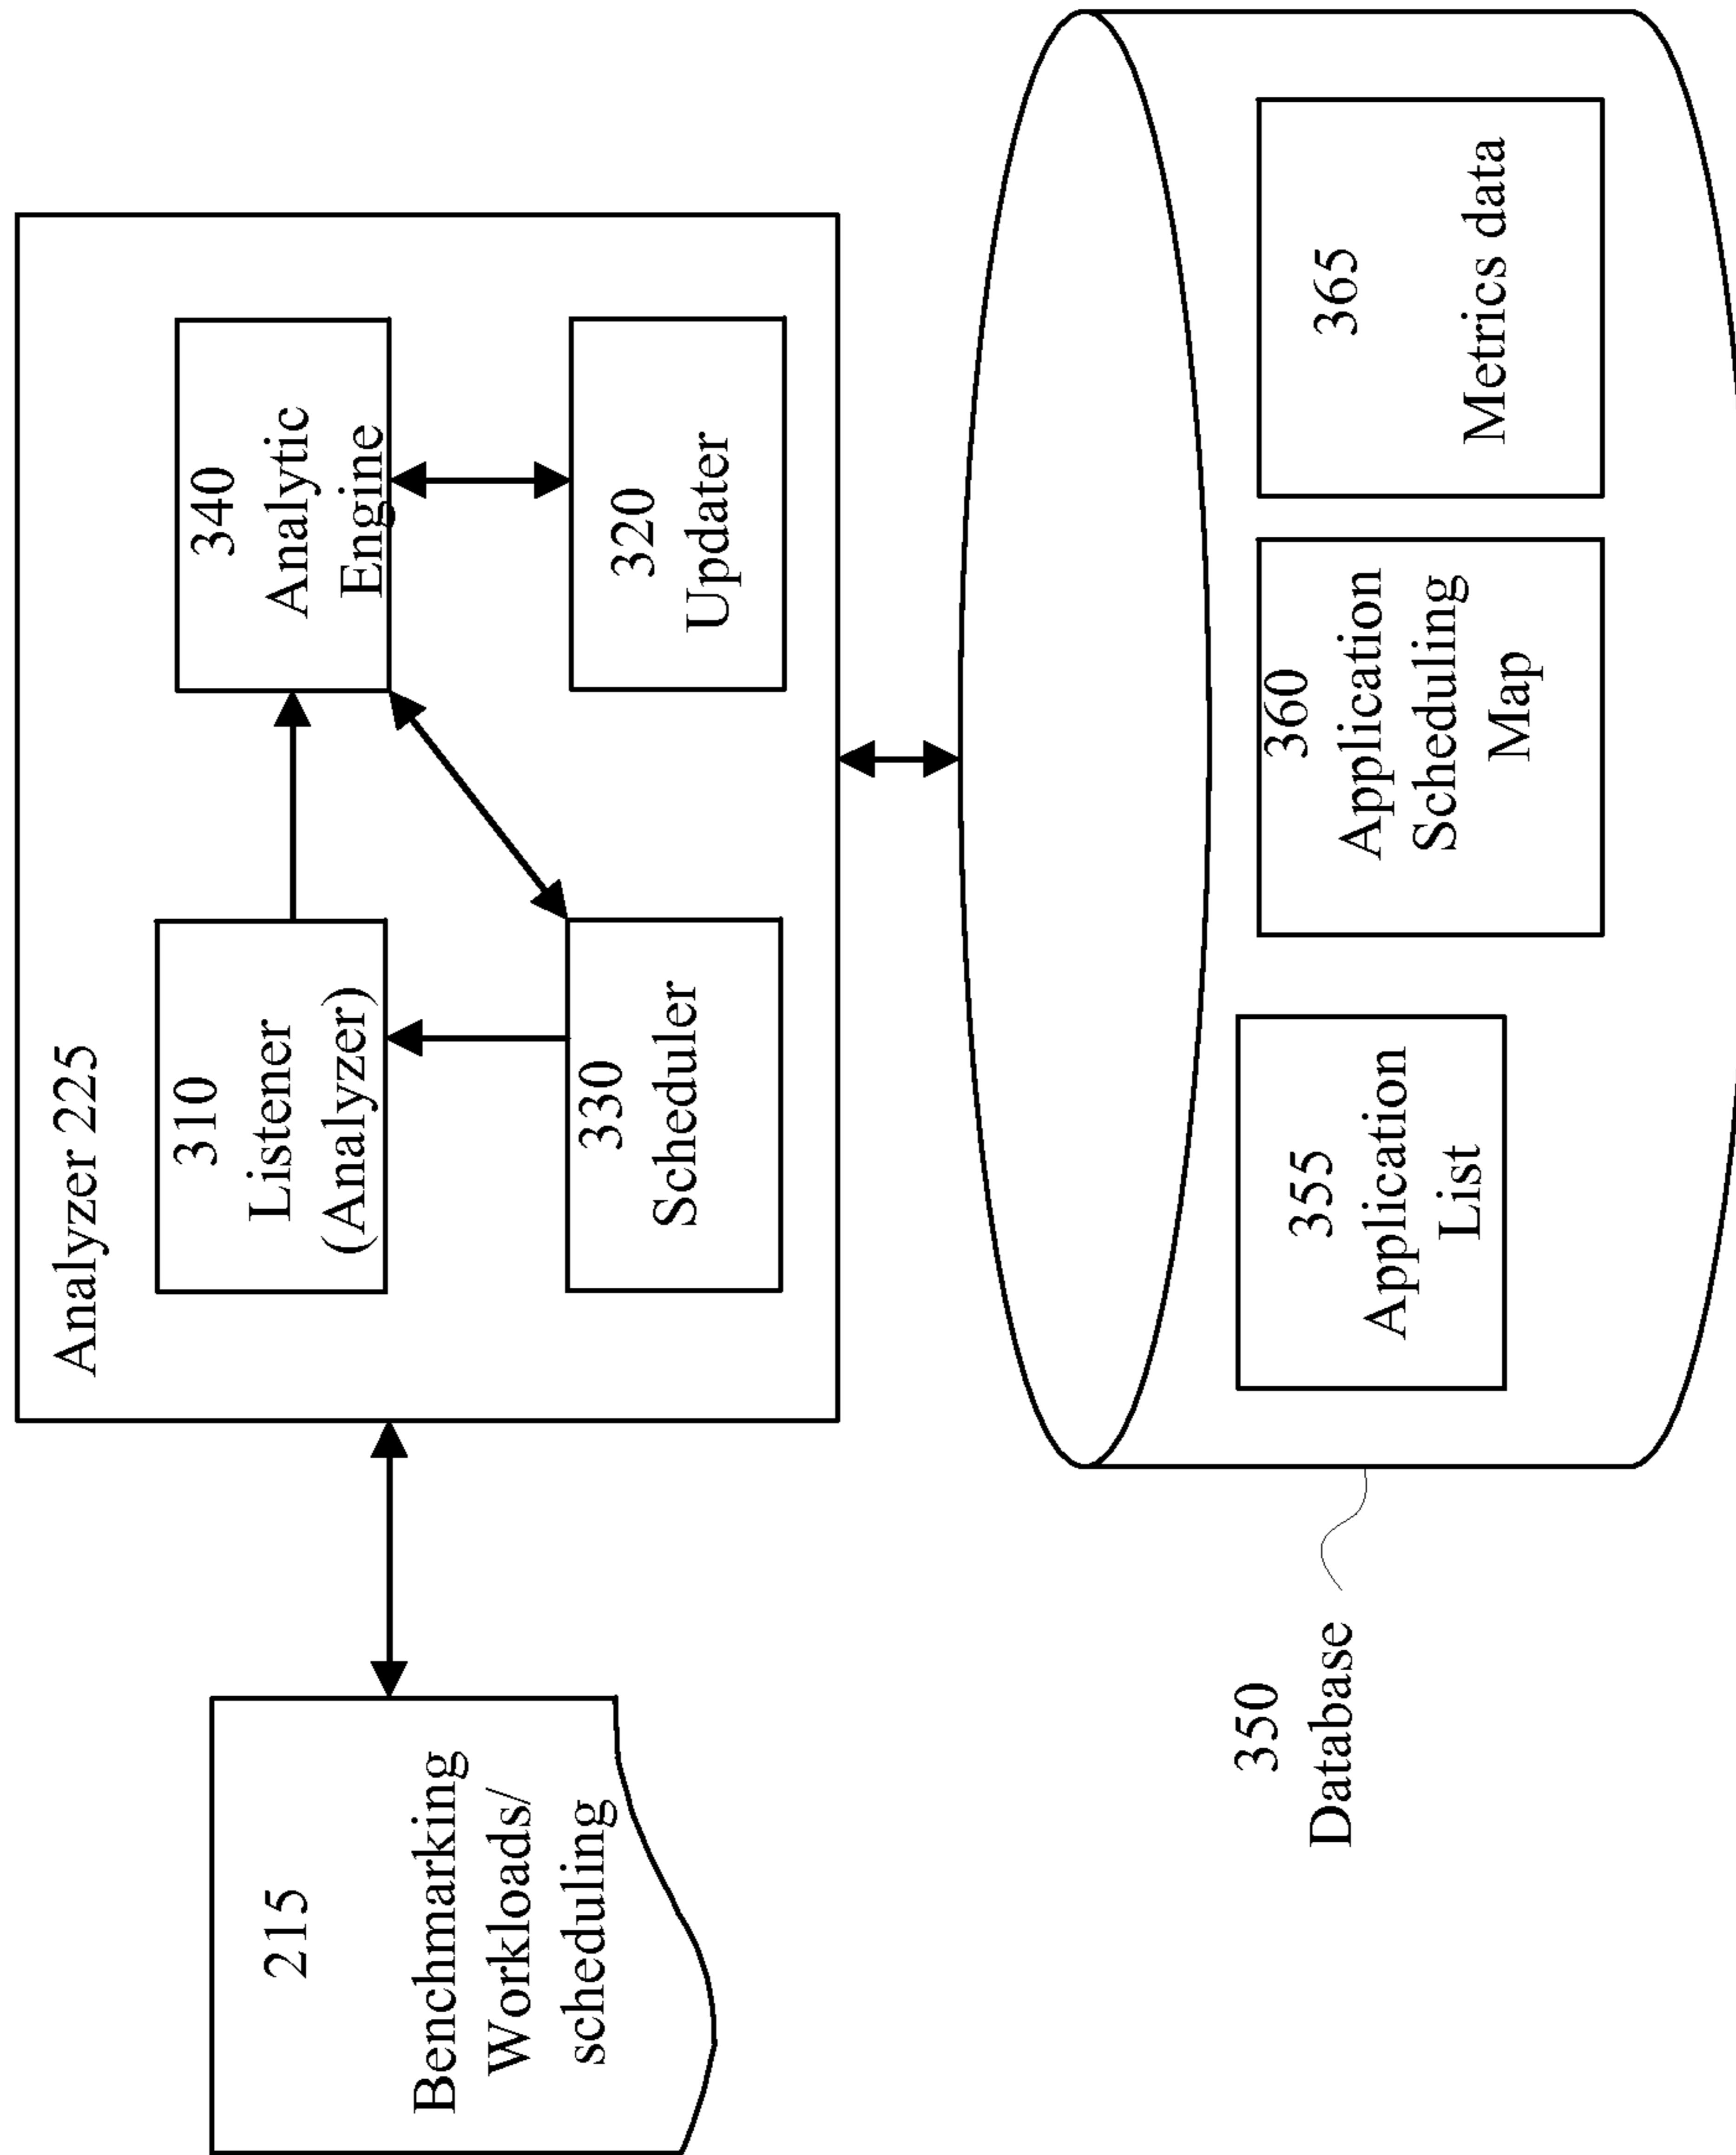 Analyzer 225
310
Listener
(Analyzer)
340
Analytic
Engine
330
Scheduler
320
Updater
215
Benchmarking
Workloads/
scheduling
350
Database
355
Application
List
360
Application
Scheduling
Map
365
Metrics data